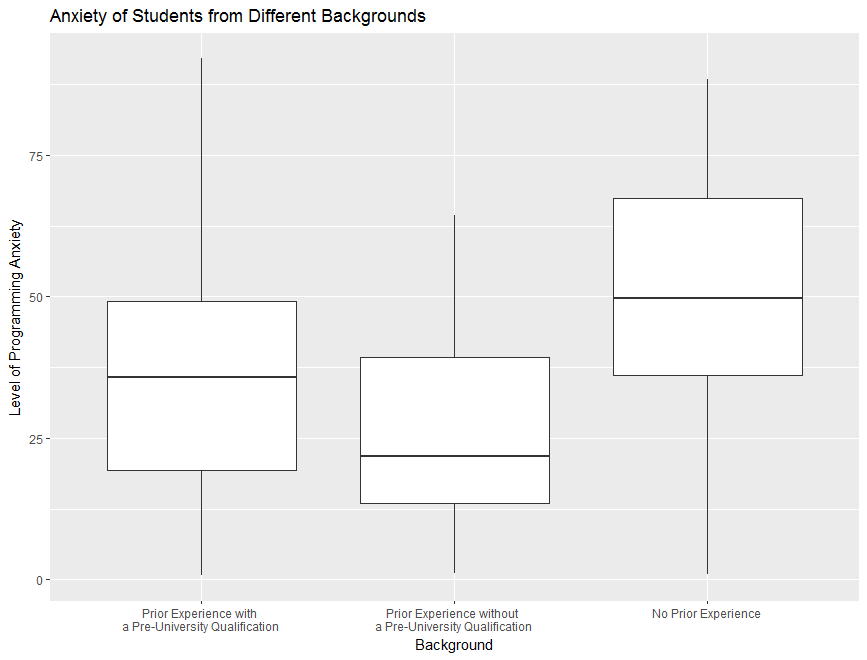 Anxiety of Students from Different Backgrounds
Level of Programming Anxiety
75
50
25
0
Prior Experience with
a Pre-University Qualification
Prior Experience without
a Pre-University Qualification
No Prior Experience
Background